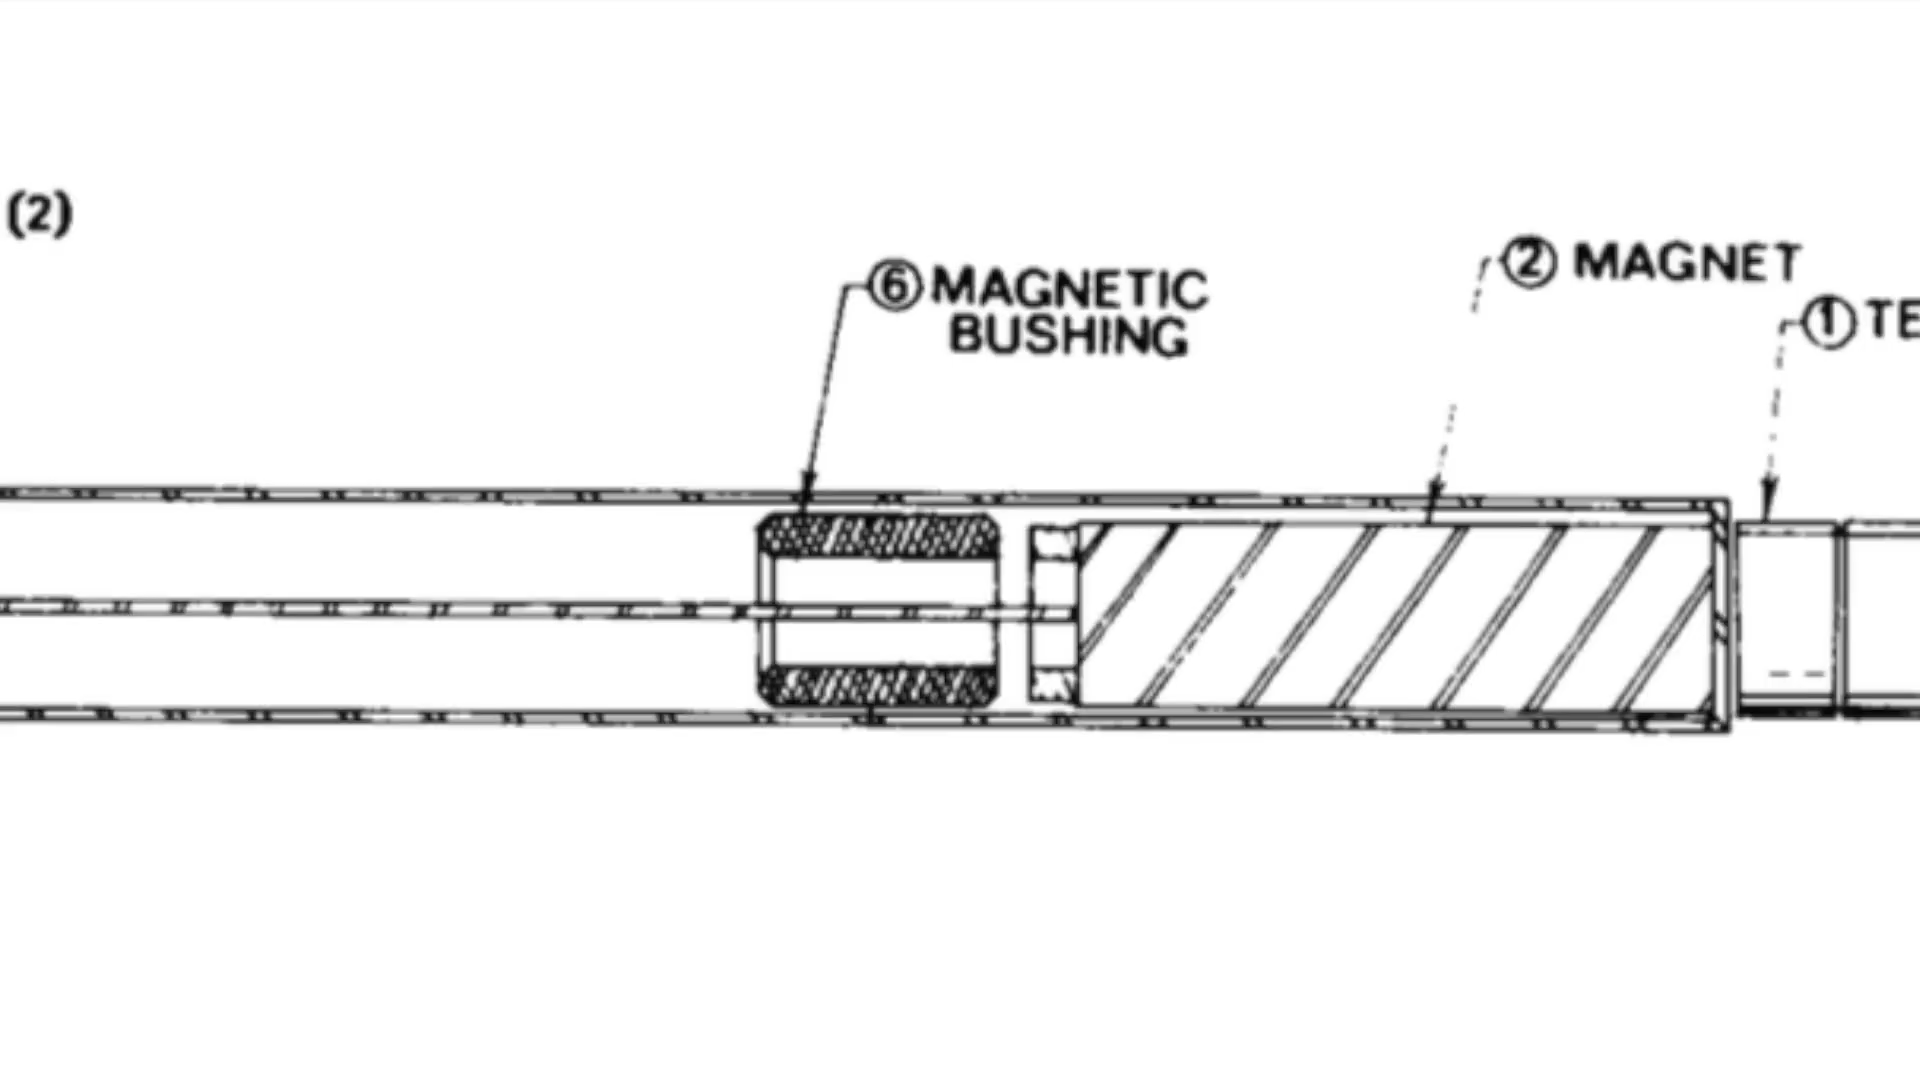 (2)
⑥ MAGNETIC
BUSHING
② MAGNET
① TE